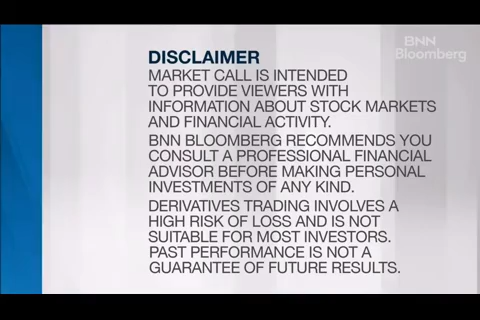 BNN
Bloomberg
DISCLAIMER
MARKET CALL IS INTENDED
TO PROVIDE VIEWERS WITH
INFORMATION ABOUT STOCK MARKETS
AND FINANCIAL ACTIVITY.
BNN BLOOMBERG RECOMMENDS YOU
CONSULT A PROFESSIONAL FINANCIAL
ADVISOR BEFORE MAKING PERSONAL
INVESTMENTS OF ANY KIND.
DERIVATIVES TRADING INVOLVES A
HIGH RISK OF LOSS AND IS NOT
SUITABLE FOR MOST INVESTORS.
PAST PERFORMANCE IS NOT A
GUARANTEE OF FUTURE RESULTS.